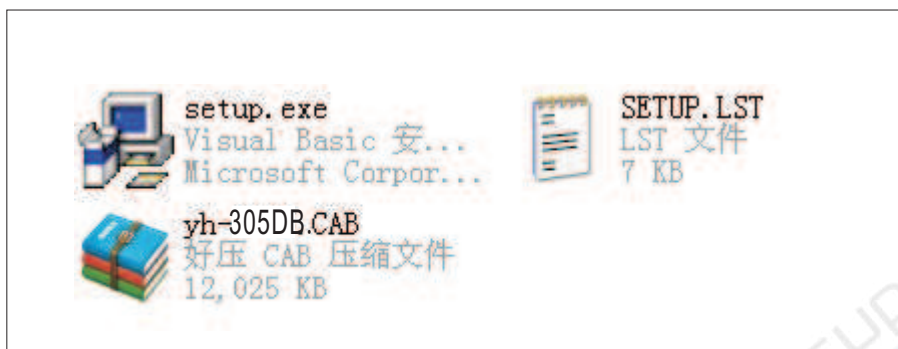 setup.exe
Visual Basic 安...
Microsoft Corpor...
SETUP.LST
LST 文件
7 KB
yh-305DB.CAB
好压 CAB 压缩文件
12,025 KB